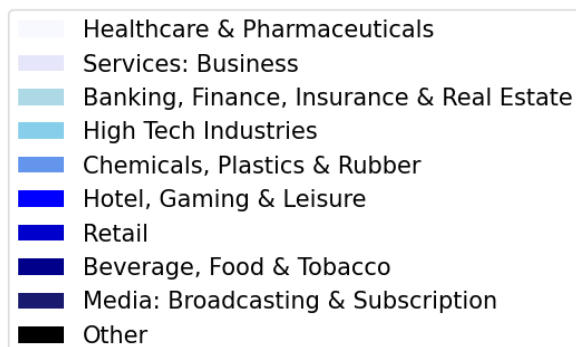 Healthcare & Pharmaceuticals
Services: Business
Banking, Finance, Insurance & Real Estate
High Tech Industries
Chemicals, Plastics & Rubber
Hotel, Gaming & Leisure
Retail
Beverage, Food & Tobacco
Media: Broadcasting & Subscription
Other